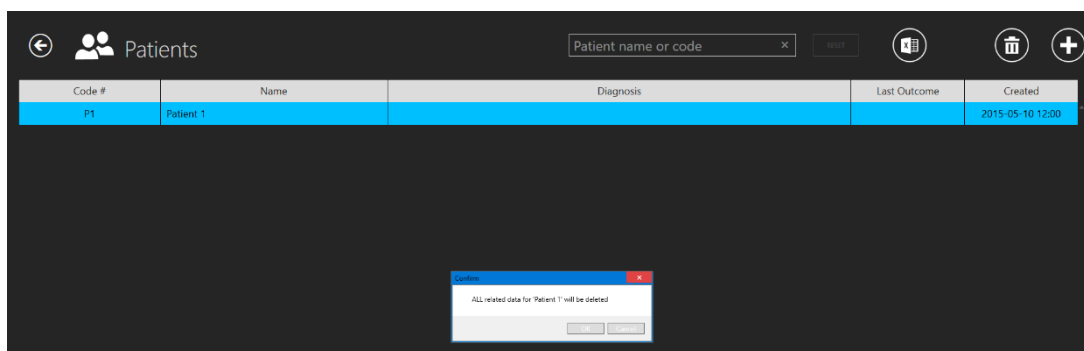 Patients
Patient name or code
RESET
Code # Name Diagnosis Last Outcome Created
P1 Patient 1 2015-05-10 12:00
Confirm
ALL related data for 'Patient 1' will be deleted
OK Cancel